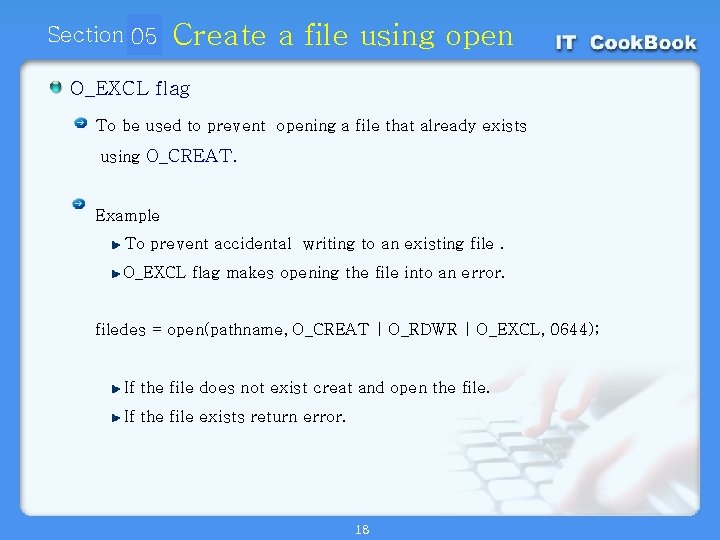 Section 05 Create a file using open
IT Cook.Book
O_EXCL flag
To be used to prevent opening a file that already exists
using O_CREAT.
Example
To prevent accidental writing to an existing file .
O_EXCL flag makes opening the file into an error.
filedes = open(pathname, O_CREAT | O_RDWR | O_EXCL, 0644);
If the file does not exist creat and open the file.
If the file exists return error.
18